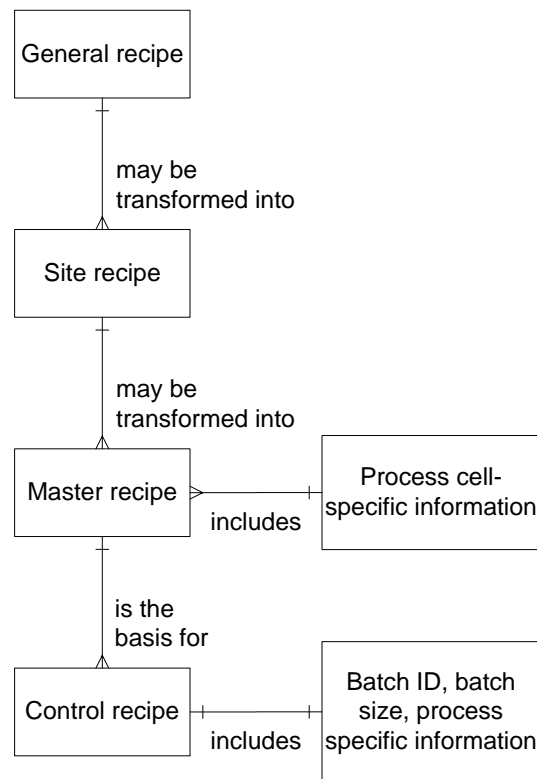 General recipe
may be
transformed into
Site recipe
may be
transformed into
Master recipe
includes
Process cell-
specific information
is the
basis for
Control recipe
includes
Batch ID, batch
size, process
specific information